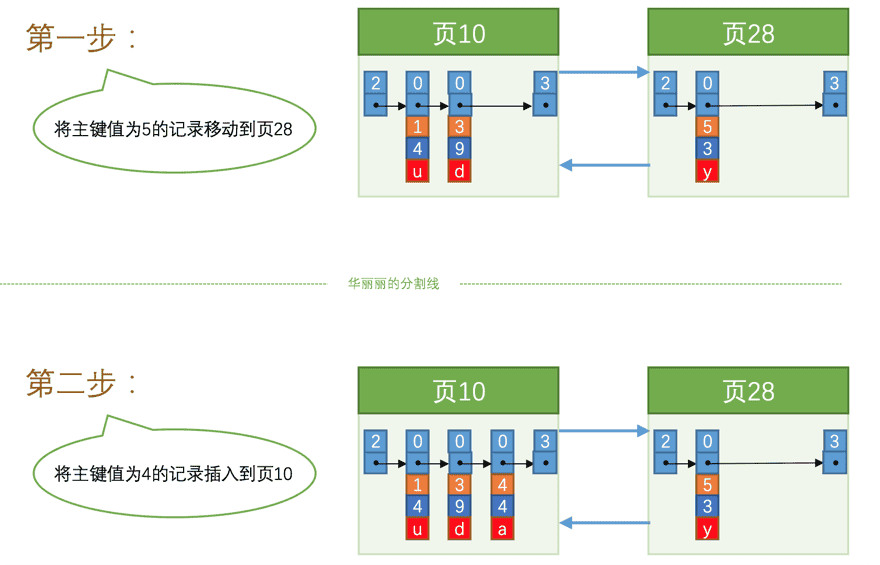 第一步：
将主键值为5的记录移动到页28
页10
页28
2 0 0 3
1 3
4 9
u d
2 0 3
5
3
y
华丽丽的分割线
第二步：
将主键值为4的记录插入到页10
页10
页28
2 0 0 0 3
1 3 4
4 9 4
u d a
2 0 3
5
3
y